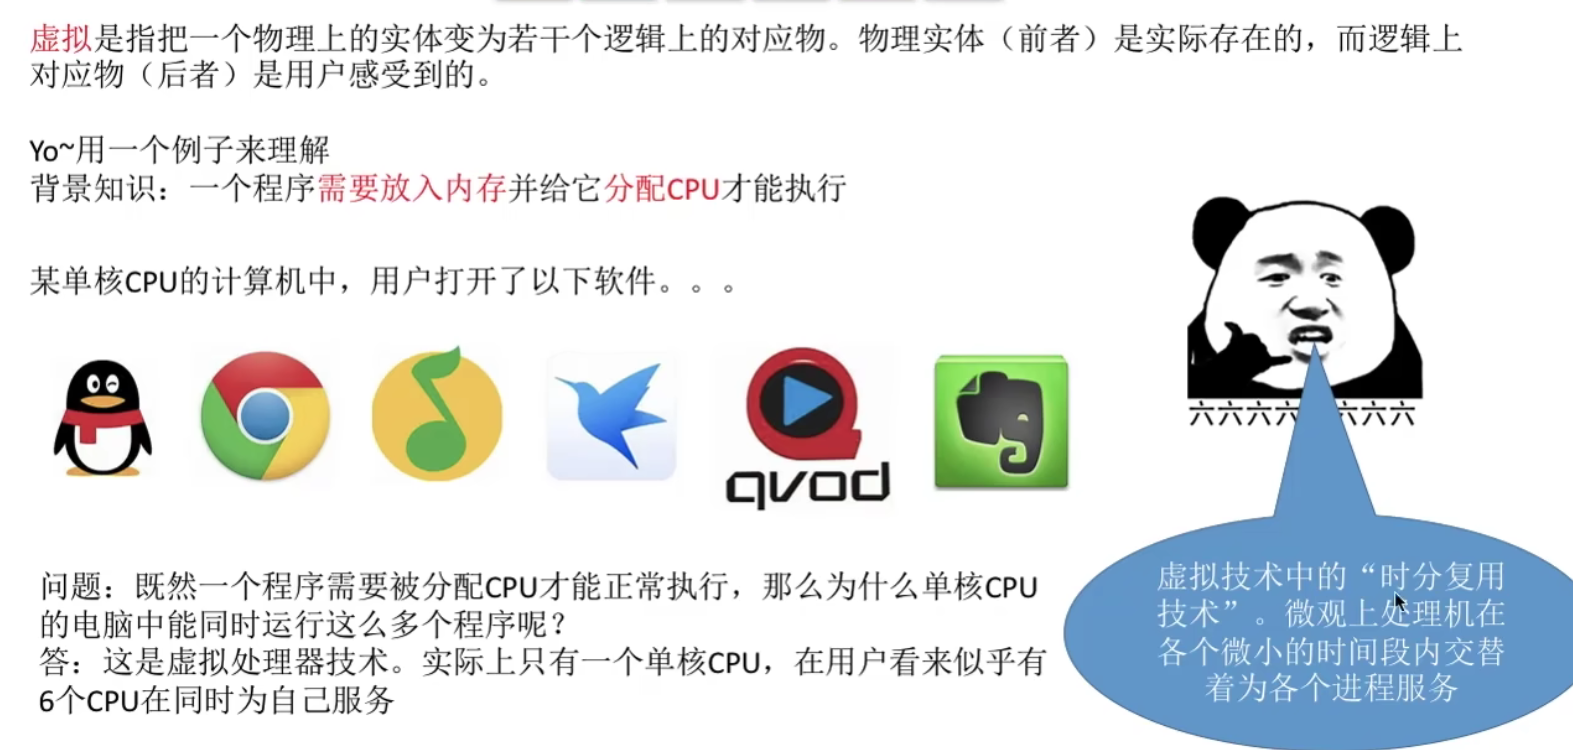 虚拟是指把一个物理上的实体变为若干个逻辑上的对应物。物理实体（前者）是实际存在的，而逻辑上
对应物（后者）是用户感受到的。
Yo~用一个例子来理解
背景知识：一个程序需要放入内存并给它分配CPU才能执行
某单核CPU的计算机中，用户打开了以下软件。。。
qvod
六六六六六六六
问题：既然一个程序需要被分配CPU才能正常执行，那么为什么单核CPU
的电脑中能同时运行这么多个程序呢？
答：这是虚拟处理器技术。实际上只有一个单核CPU，在用户看来似乎有
6个CPU在同时为自己服务
虚拟技术中的“时分复用
技术”。微观上处理机在
各个微小的时间段内交替
着为各个进程服务